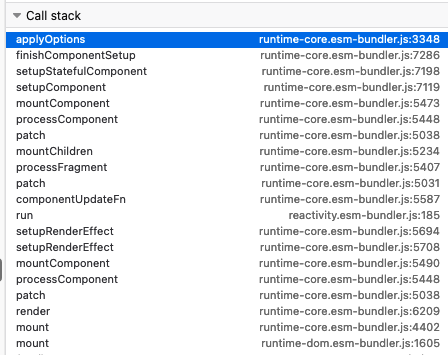 Call stack
applyOptions runtime-core.esm-bundler.js:3348
finishComponentSetup runtime-core.esm-bundler.js:7286
setupStatefulComponent runtime-core.esm-bundler.js:7198
setupComponent runtime-core.esm-bundler.js:7119
mountComponent runtime-core.esm-bundler.js:5473
processComponent runtime-core.esm-bundler.js:5448
patch runtime-core.esm-bundler.js:5038
mountChildren runtime-core.esm-bundler.js:5234
processFragment runtime-core.esm-bundler.js:5407
patch runtime-core.esm-bundler.js:5031
componentUpdateFn runtime-core.esm-bundler.js:5587
run reactivity.esm-bundler.js:185
setupRenderEffect runtime-core.esm-bundler.js:5694
setupRenderEffect runtime-core.esm-bundler.js:5708
mountComponent runtime-core.esm-bundler.js:5490
processComponent runtime-core.esm-bundler.js:5448
patch runtime-core.esm-bundler.js:5038
render runtime-core.esm-bundler.js:6209
mount runtime-core.esm-bundler.js:4402
mount runtime-dom.esm-bundler.js:1605